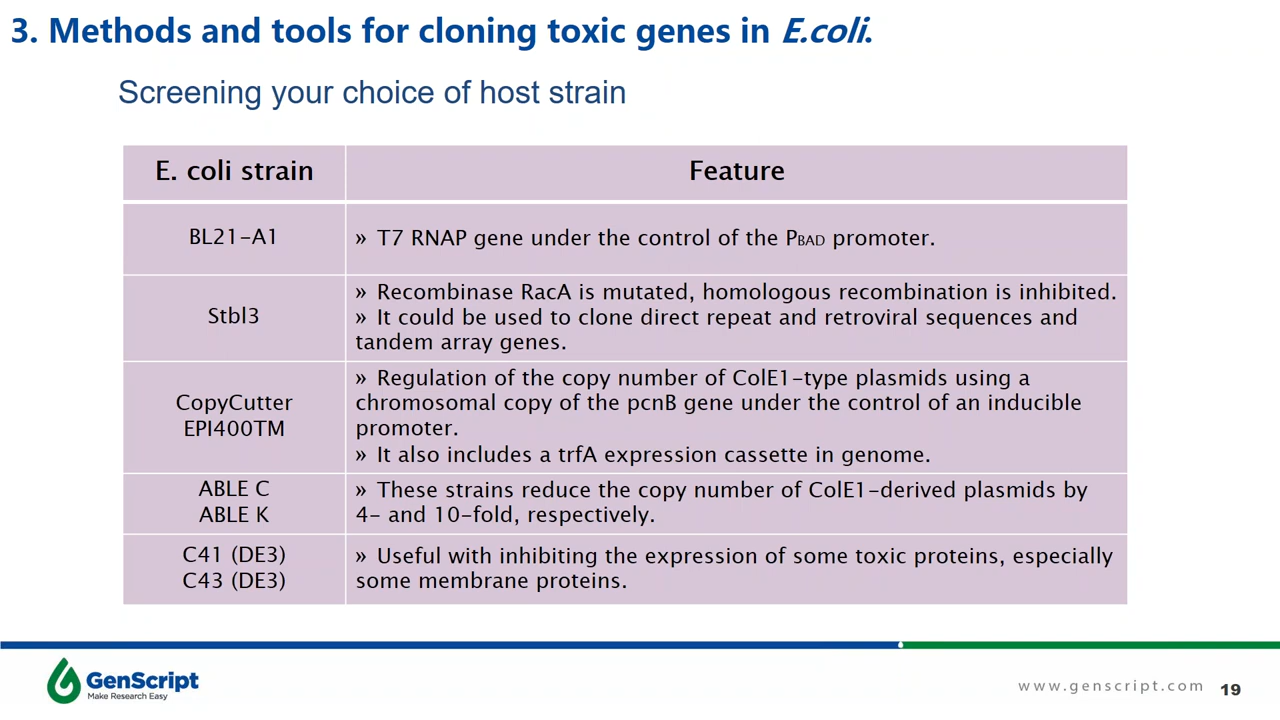 3. Methods and tools for cloning toxic genes in E.coli.
Screening your choice of host strain
E. coli strain
Feature
BL21-A1
» T7 RNAP gene under the control of the PBAD promoter.
Stbl3
» Recombinase RacA is mutated, homologous recombination is inhibited.
» It could be used to clone direct repeat and retroviral sequences and
tandem array genes.
CopyCutter
EPI400TM
» Regulation of the copy number of ColE1-type plasmids using a
chromosomal copy of the pcnB gene under the control of an inducible
promoter.
» It also includes a trfA expression cassette in genome.
ABLE C
ABLE K
» These strains reduce the copy number of ColE1-derived plasmids by
4- and 10-fold, respectively.
C41 (DE3)
C43 (DE3)
» Useful with inhibiting the expression of some toxic proteins, especially
some membrane proteins.
GenScript
Make Research Easy
www.genscript.com
19